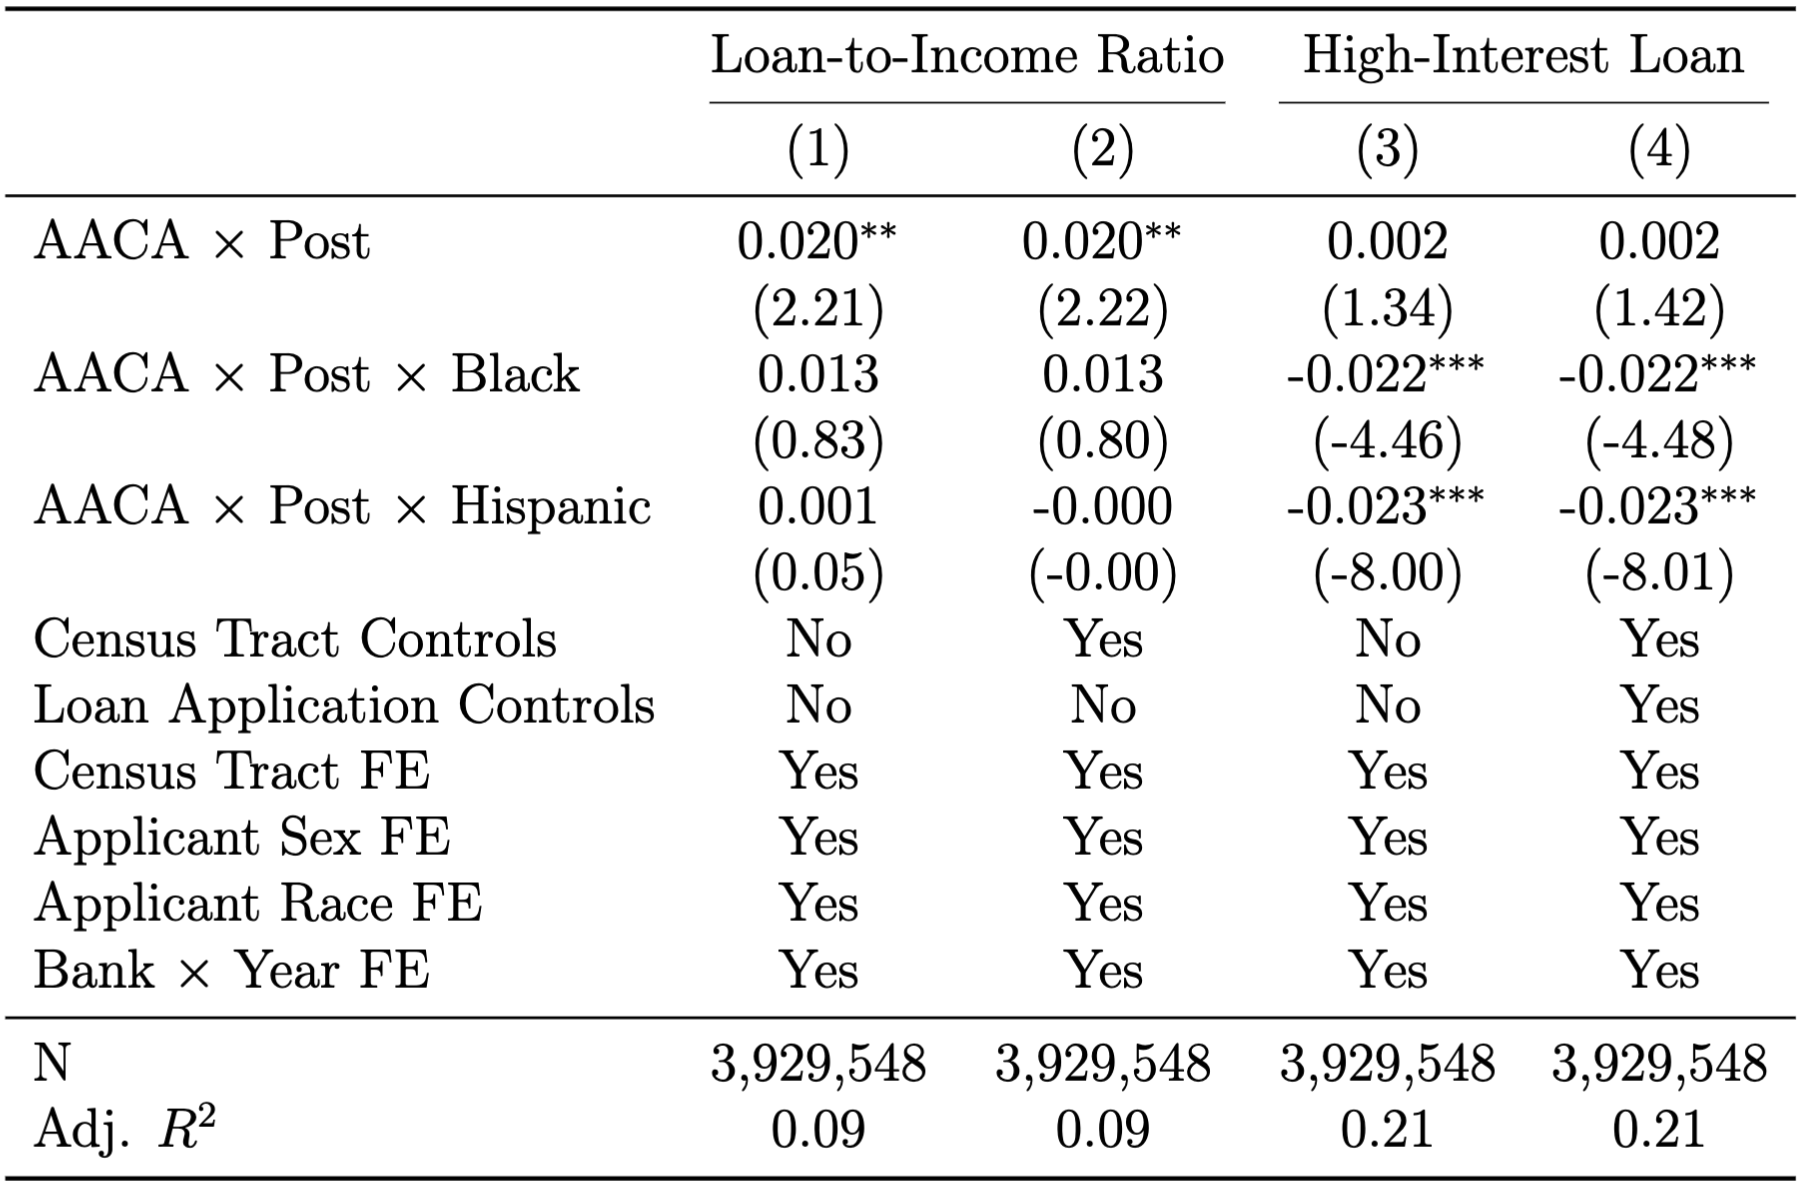 Loan-to-Income Ratio High-Interest Loan
(1) (2) (3) (4)
AACA × Post 0.020** 0.020** 0.002 0.002
(2.21) (2.22) (1.34) (1.42)
AACA × Post × Black 0.013 0.013 -0.022*** -0.022***
(0.83) (0.80) (-4.46) (-4.48)
AACA × Post × Hispanic 0.001 -0.000 -0.023*** -0.023***
(0.05) (-0.00) (-8.00) (-8.01)
Census Tract Controls No Yes No Yes
Loan Application Controls No No No Yes
Census Tract FE Yes Yes Yes Yes
Applicant Sex FE Yes Yes Yes Yes
Applicant Race FE Yes Yes Yes Yes
Bank × Year FE Yes Yes Yes Yes
N 3,929,548 3,929,548 3,929,548 3,929,548
Adj. R² 0.09 0.09 0.21 0.21